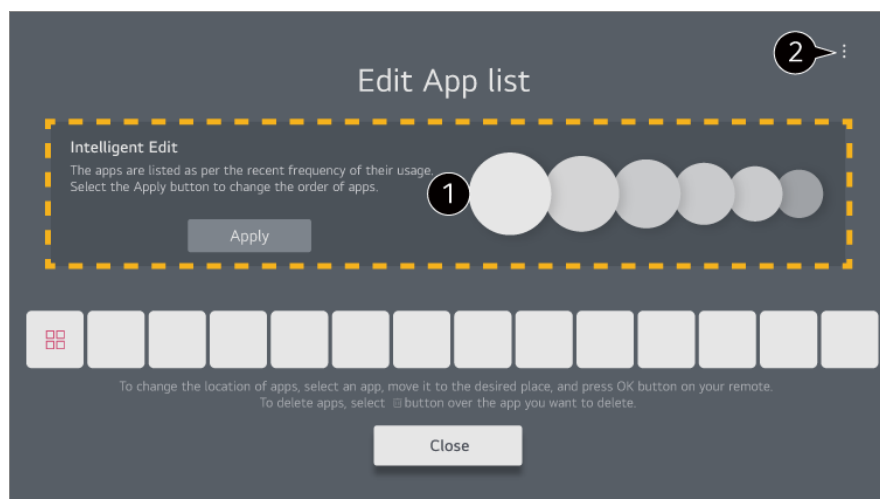 2
Edit App list
Intelligent Edit
The apps are listed as per the recent frequency of their usage.
Select the Apply button to change the order of apps.
1
Apply
To change the location of apps, select an app, move it to the desired place, and press OK button on your remote.
To delete apps, select button over the app you want to delete.
Close